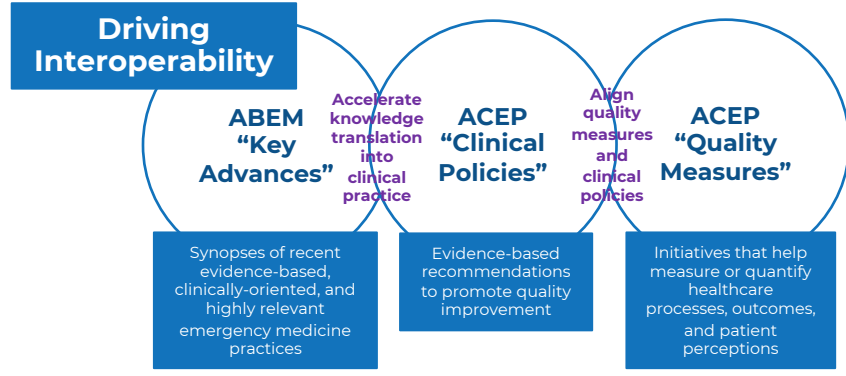 Driving
Interoperability
ABEM
“Key
Advances”
Accelerate
knowledge
translation
into
clinical
practice
ACEP
“Clinical
Policies”
Align
quality
measures
and
clinical
policies
ACEP
“Quality
Measures”
Synopses of recent
evidence-based,
clinically-oriented, and
highly relevant
emergency medicine
practices
Evidence-based
recommendations
to promote quality
improvement
Initiatives that help
measure or quantify
healthcare
processes, outcomes,
and patient
perceptions